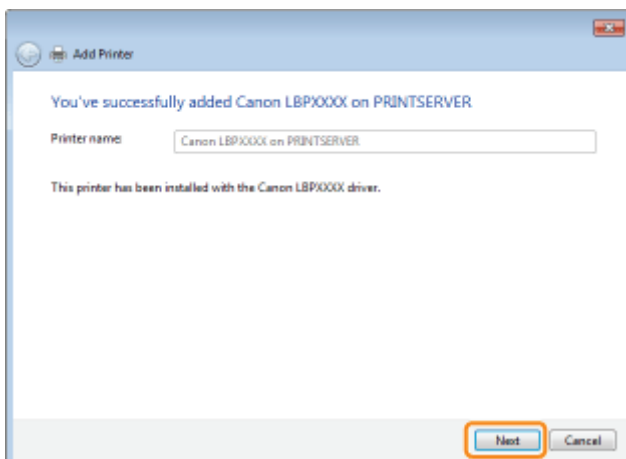 Add Printer
You've successfully added Canon LBPXXXX on PRINTSERVER
Printer name:
Canon LBPXXXX on PRINTSERVER
This printer has been installed with the Canon LBPXXXX driver.
Next
Cancel